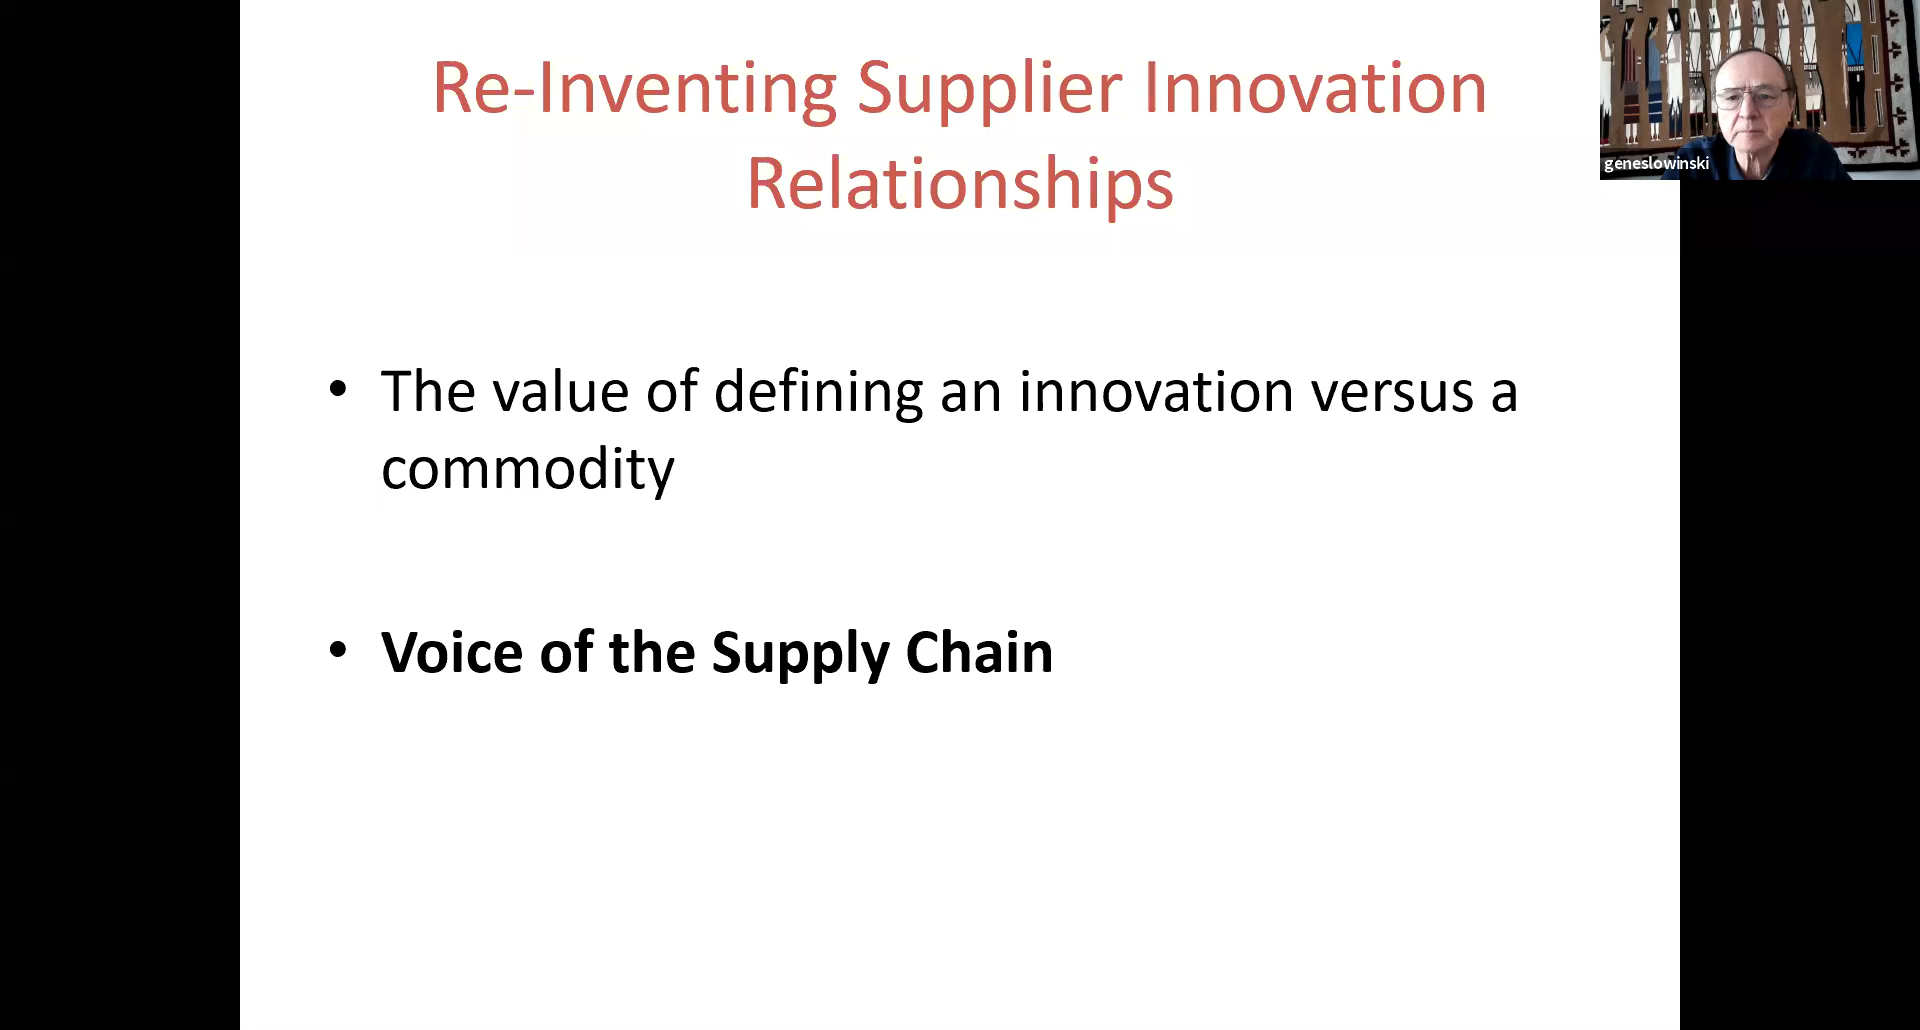 Re-Inventing Supplier Innovation
Relationships
geneslowinski
• The value of defining an innovation versus a
commodity
• Voice of the Supply Chain